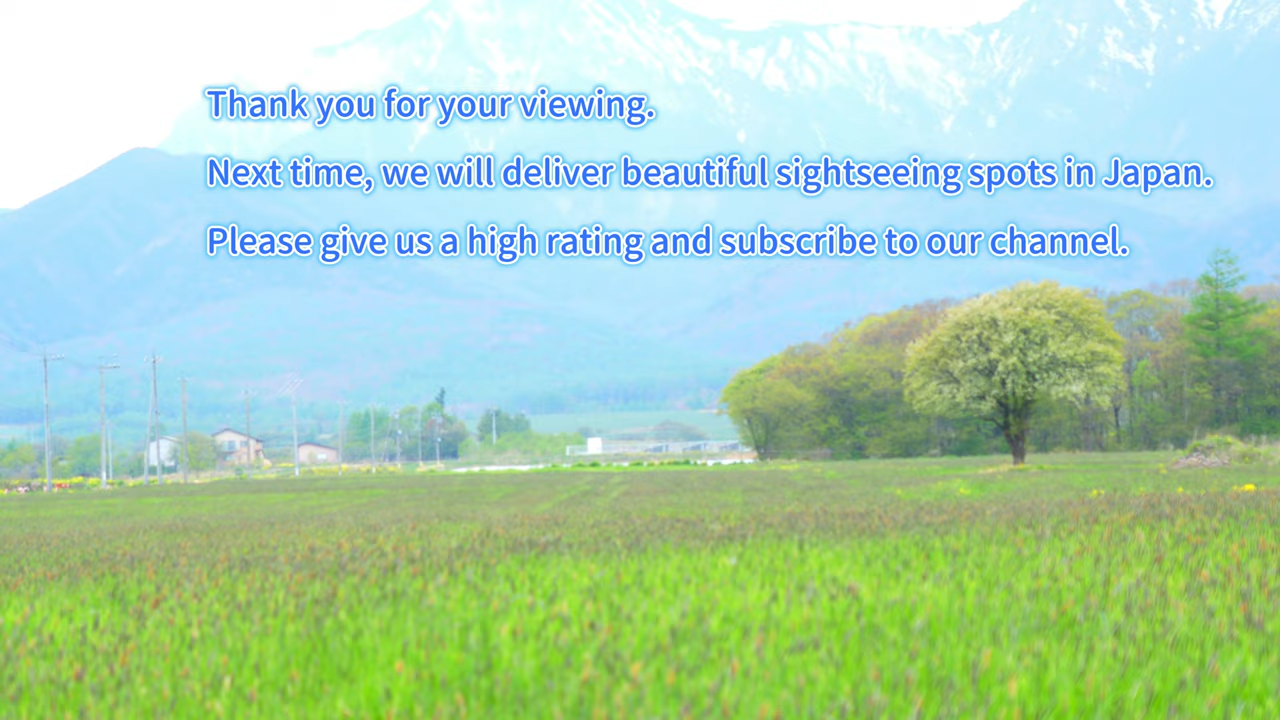 Thank you for your viewing.
Next time, we will deliver beautiful sightseeing spots in Japan.
Please give us a high rating and subscribe to our channel.